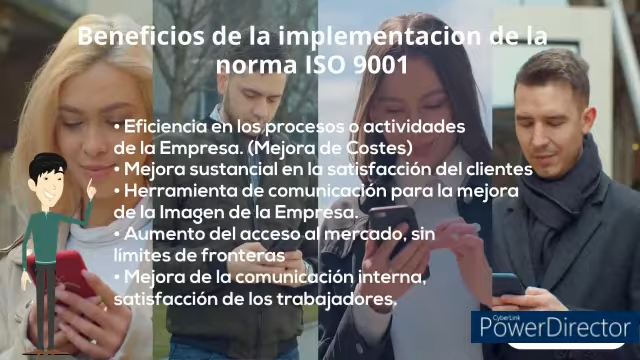 Beneficios de la implementacion de la
norma ISO 9001
• Eficiencia en los procesos o actividades
de la Empresa. (Mejora de Costes)
• Mejora sustancial en la satisfacción del clientes
• Herramienta de comunicación para la mejora
de la Imagen de la Empresa.
• Aumento del acceso al mercado, sin
límites de fronteras
• Mejora de la comunicación interna,
satisfacción de los trabajadores.
CyberLink
PowerDirector